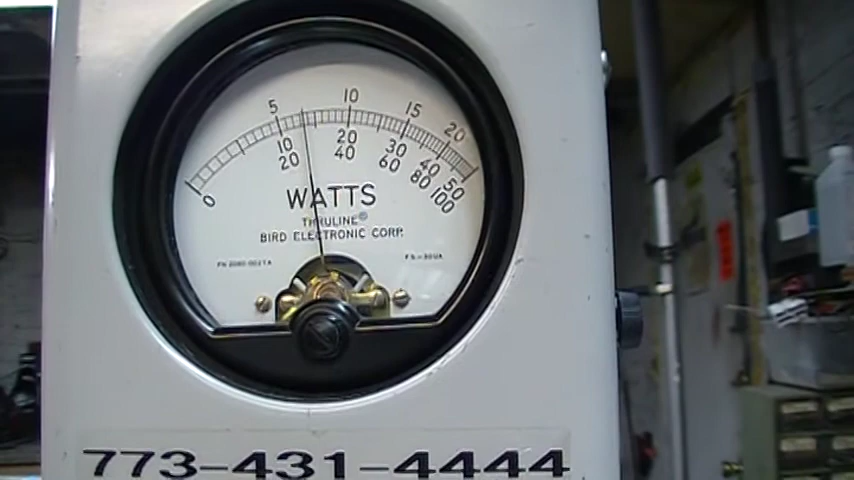 5 10 15 20
10 20 30 40 50
0 20 40 60 80 100
WATTS
THRULINE®
BIRD ELECTRONIC CORP.
773-431-4444